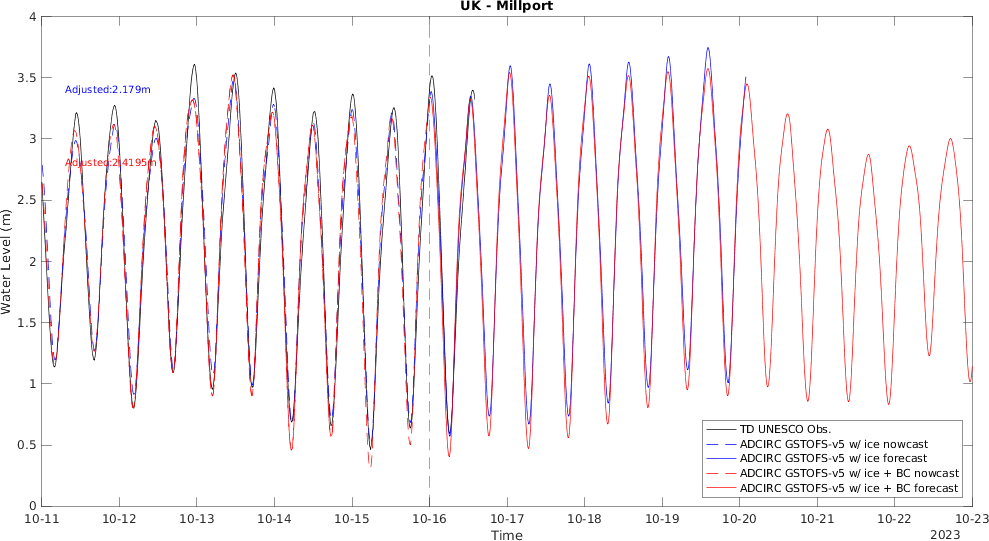 UK - Millport
4
3.5
3
2.5
2
1.5
1
0.5
0
Water Level (m)
Adjusted:2.179m
Adjusted:2.4195m
TD UNESCO Obs.
ADCIRC GSTOFS-v5 w/ ice nowcast
ADCIRC GSTOFS-v5 w/ ice forecast
ADCIRC GSTOFS-v5 w/ ice + BC nowcast
ADCIRC GSTOFS-v5 w/ ice + BC forecast
10-11 10-12 10-13 10-14 10-15 10-16 10-17 10-18 10-19 10-20 10-21 10-22 10-23
Time
2023